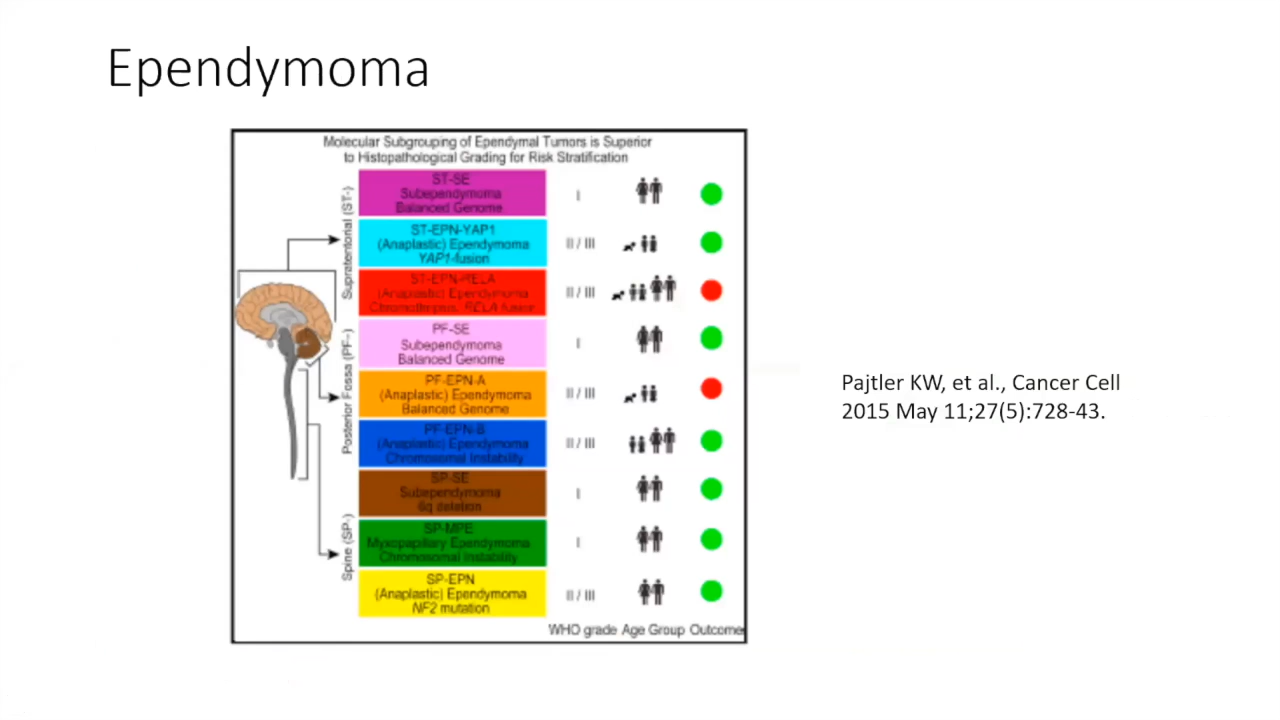 Ependymoma
Molecular Subgrouping of Ependymal Tumors is Superior
to Histopathological Grading for Risk Stratification
Supratentorial (ST-)
ST-SE
Subependymoma
Balanced Genome
I
ST-EPN-YAP1
(Anaplastic) Ependymoma
YAP1-fusion
II / III
ST-EPN-RELA
(Anaplastic) Ependymoma
Chromothripsis, RELA fusion
II / III
Posterior Fossa (PF-)
PF-SE
Subependymoma
Balanced Genome
I
PF-EPN-A
(Anaplastic) Ependymoma
Balanced Genome
II / III
PF-EPN-B
(Anaplastic) Ependymoma
Chromosomal Instability
II / III
Spine (SP-)
SP-SE
Subependymoma
6q deletion
I
SP-MPE
Myxopapillary Ependymoma
Chromosomal Instability
I
SP-EPN
(Anaplastic) Ependymoma
NF2 mutation
II / III
WHO grade Age Group Outcome
Pajtler KW, et al., Cancer Cell
2015 May 11;27(5):728-43.